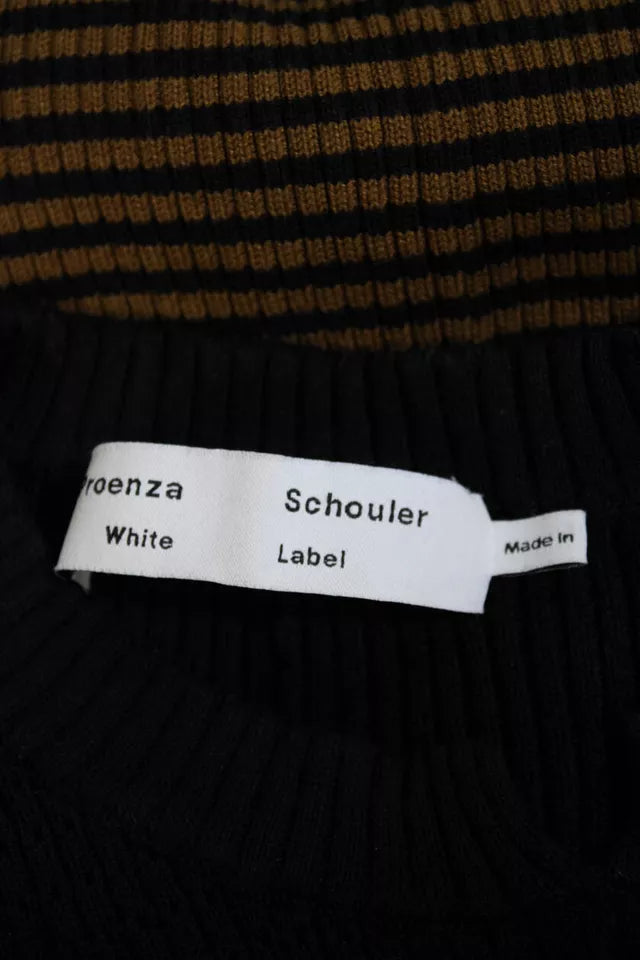 roenza Schouler
White Label
Made In